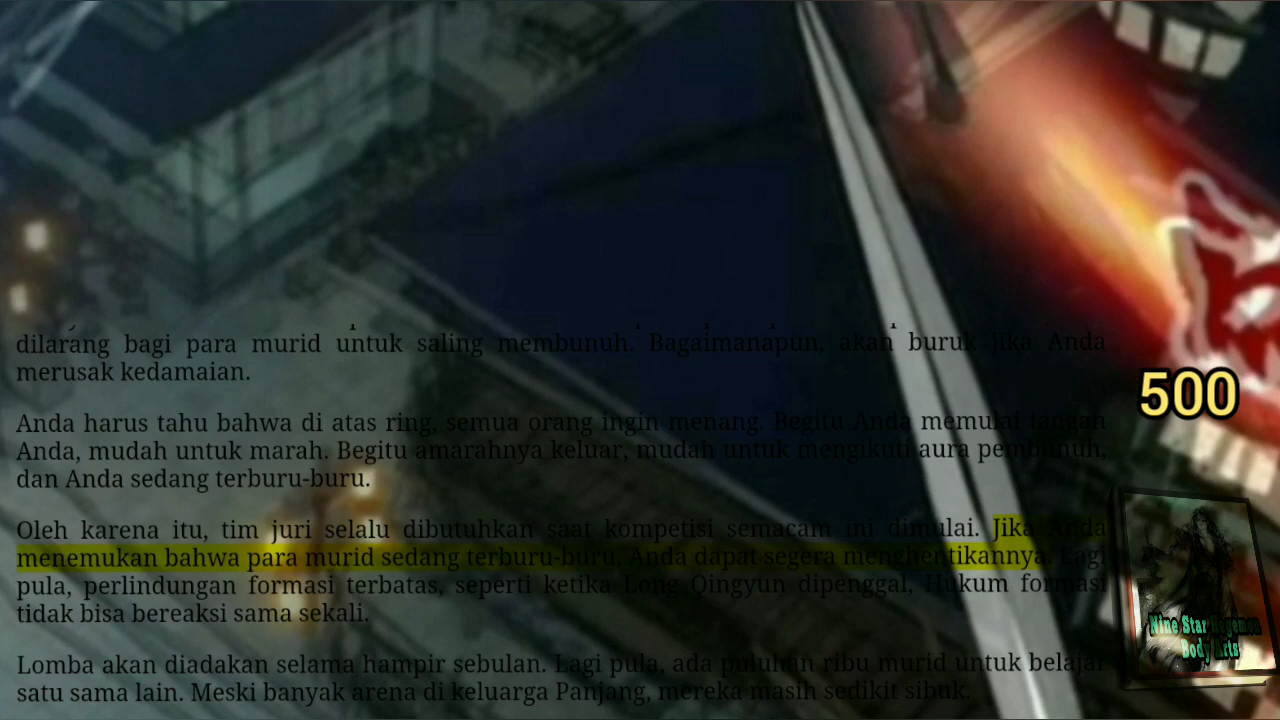 dilarang bagi para murid untuk saling membunuh. Bagaimanapun, akan buruk jika Anda
merusak kedamaian.
Anda harus tahu bahwa di atas ring, semua orang ingin menang. Begitu Anda memulai tangan
Anda, mudah untuk marah. Begitu amarahnya keluar, mudah untuk mengikuti aura pembunuh,
dan Anda sedang terburu-buru.
Oleh karena itu, tim juri selalu dibutuhkan saat kompetisi semacam ini dimulai. Jika Anda
menemukan bahwa para murid sedang terburu-buru, Anda dapat segera menghentikannya. Lagi
pula, perlindungan formasi terbatas, seperti ketika Long Qingyun dipenggal, Hukum formasi
tidak bisa bereaksi sama sekali.
Lomba akan diadakan selama hampir sebulan. Lagi pula, ada puluhan ribu murid untuk belajar
satu sama lain. Meski banyak arena di keluarga Panjang, mereka masih sedikit sibuk.
500
Nine Star Hegemon
Body Arts